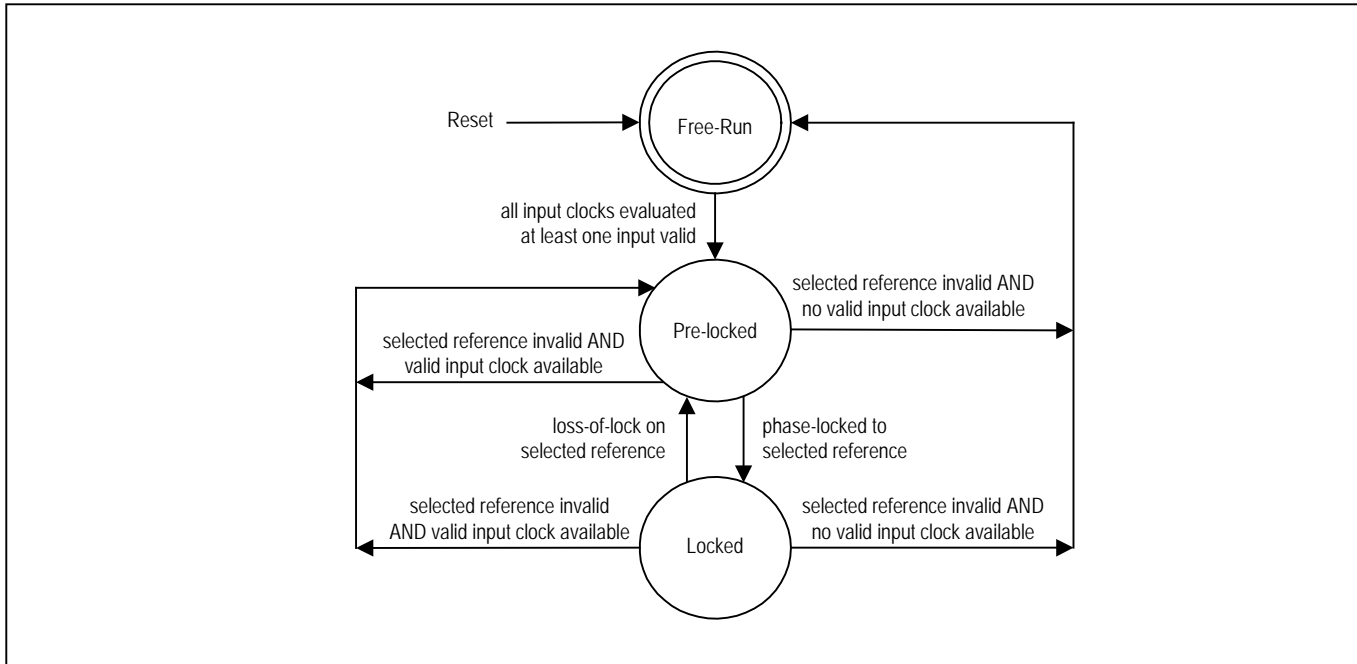 Reset
Free-Run
all input clocks evaluated
at least one input valid
selected reference invalid AND
no valid input clock available
Pre-locked
selected reference invalid AND
valid input clock available
loss-of-lock on
selected reference
phase-locked to
selected reference
selected reference invalid
AND valid input clock available
Locked
selected reference invalid AND
no valid input clock available